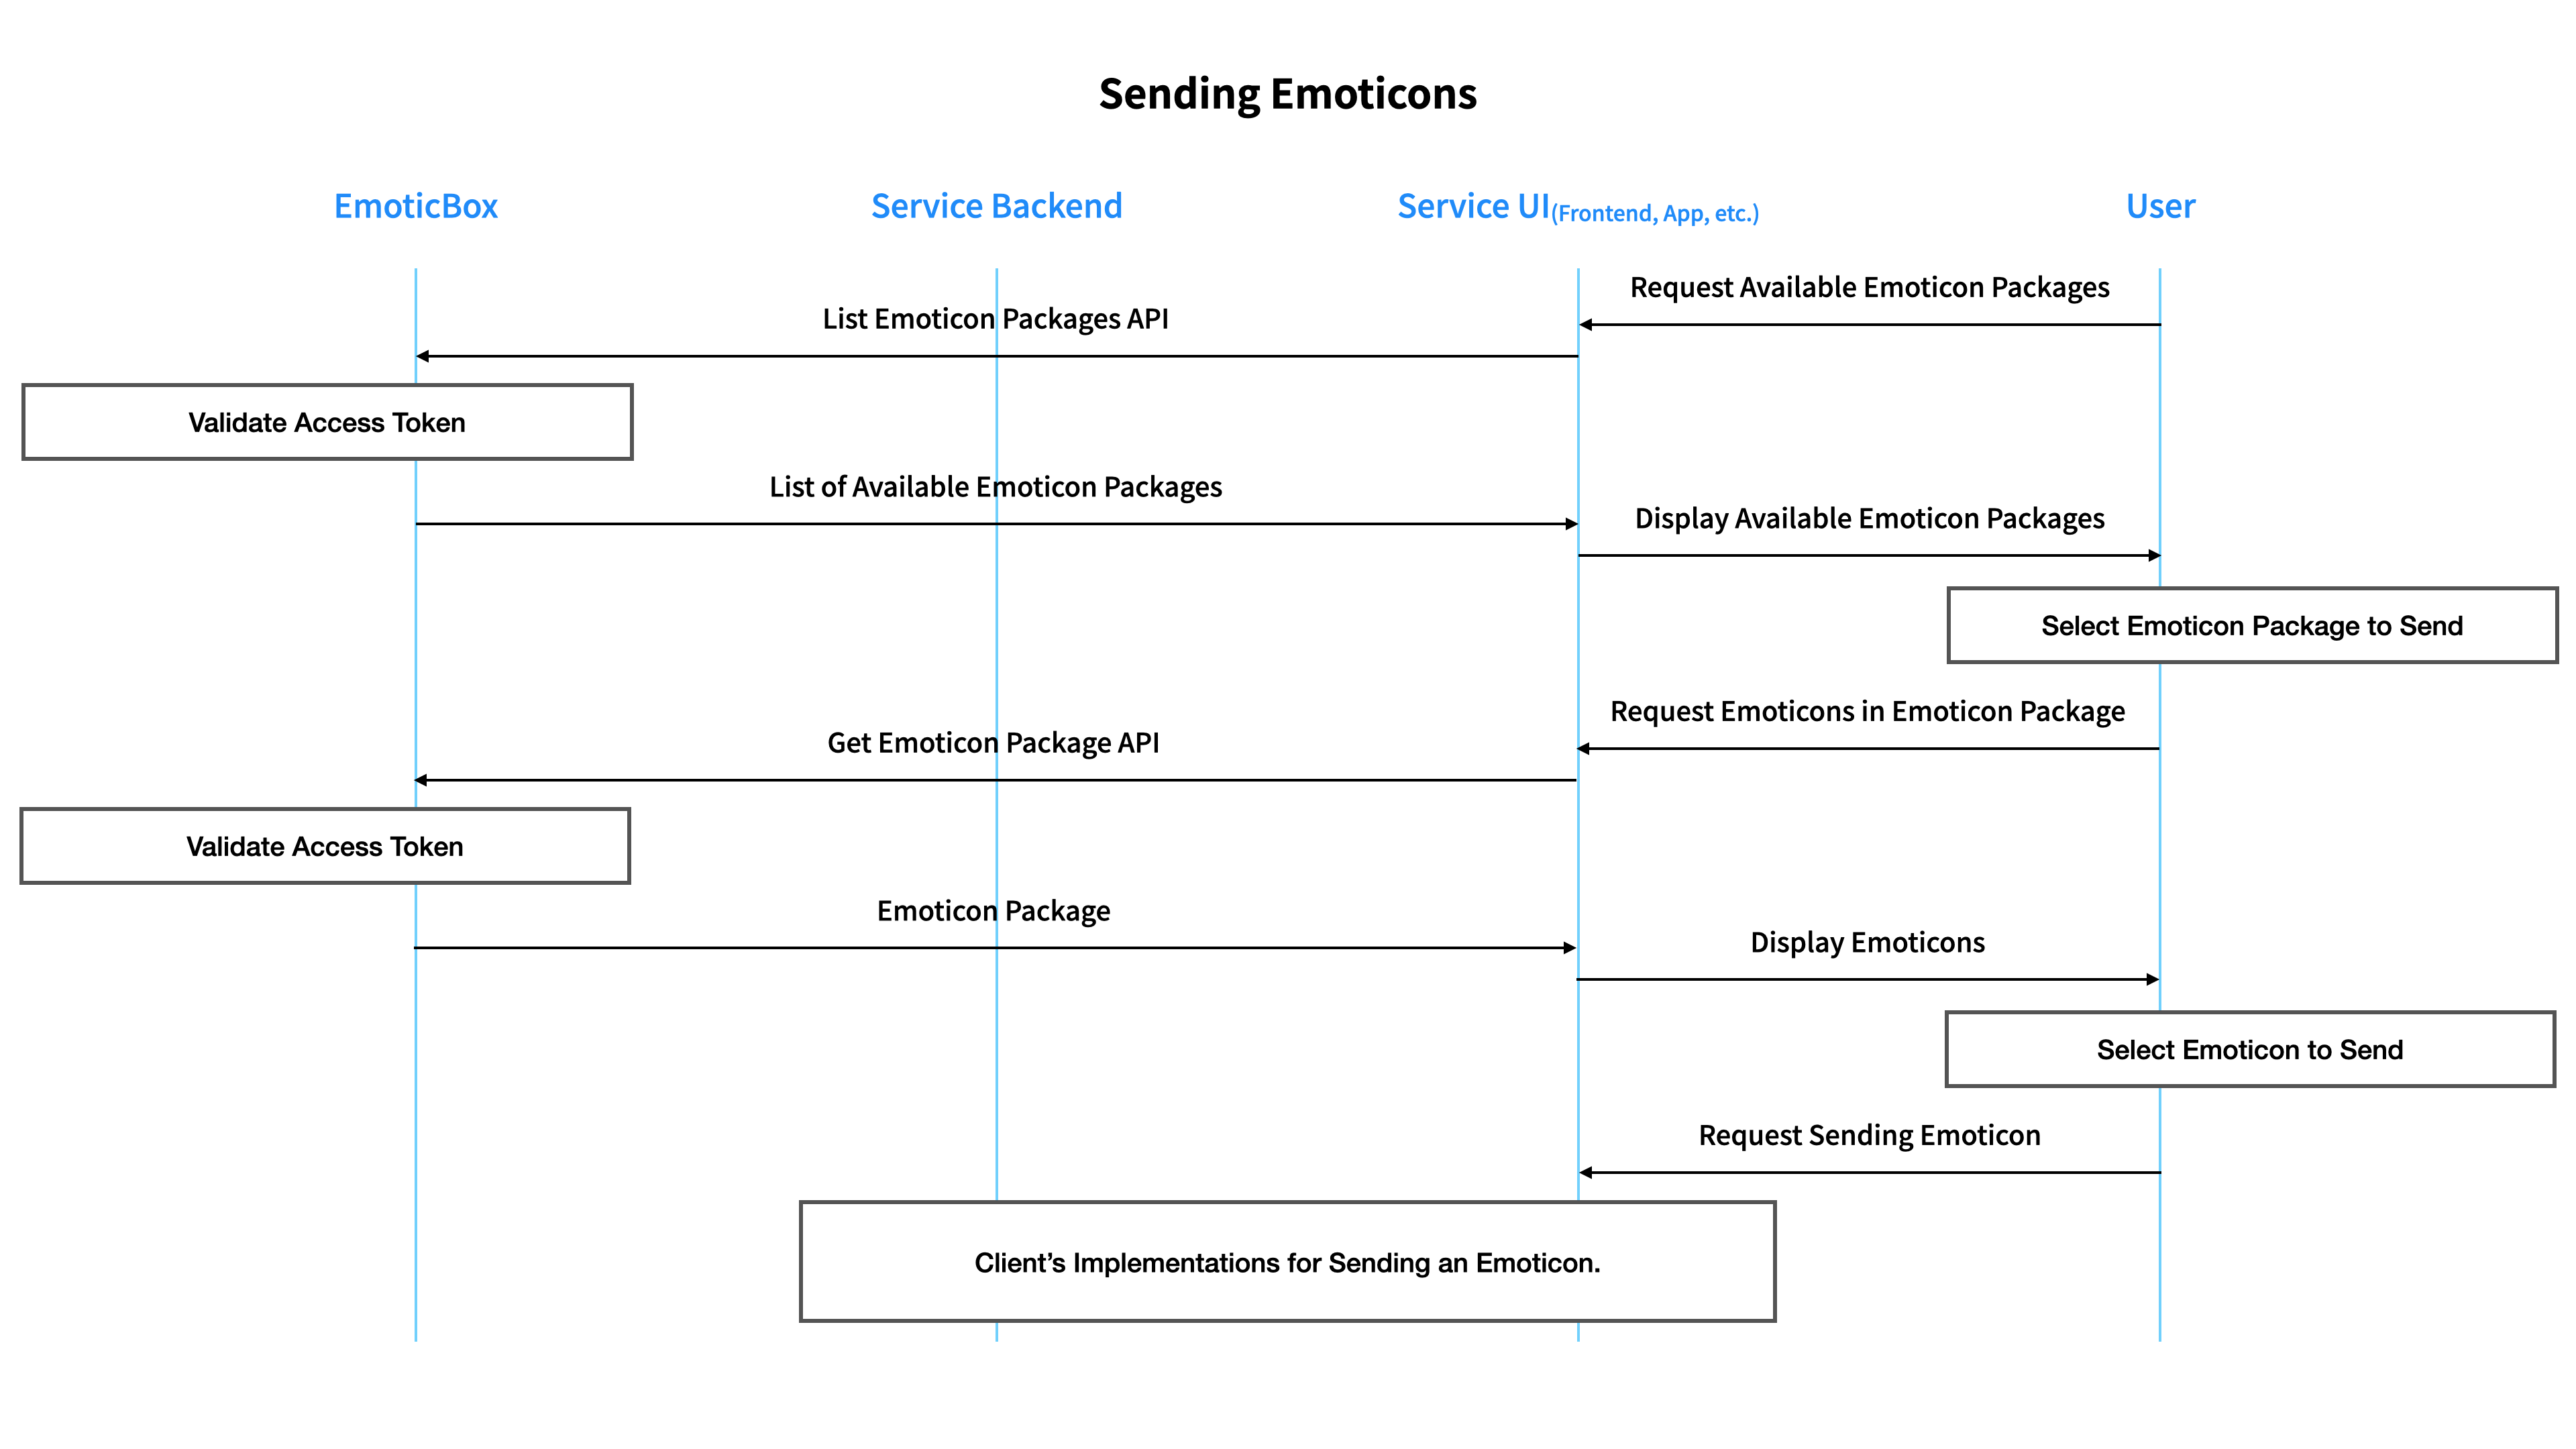 Sending Emoticons
EmoticBox
Service Backend
Service UI(Frontend, App, etc.)
User
Request Available Emoticon Packages
List Emoticon Packages API
Validate Access Token
List of Available Emoticon Packages
Display Available Emoticon Packages
Select Emoticon Package to Send
Request Emoticons in Emoticon Package
Get Emoticon Package API
Validate Access Token
Emoticon Package
Display Emoticons
Select Emoticon to Send
Request Sending Emoticon
Client’s Implementations for Sending an Emoticon.